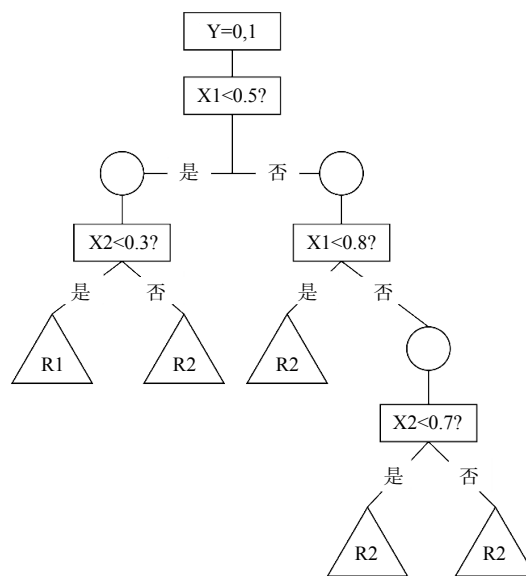 Y=0,1
X1<0.5?
是 否
X2<0.3? X1<0.8?
是 否 是 否
R1 R2 R2
X2<0.7?
是 否
R2 R2